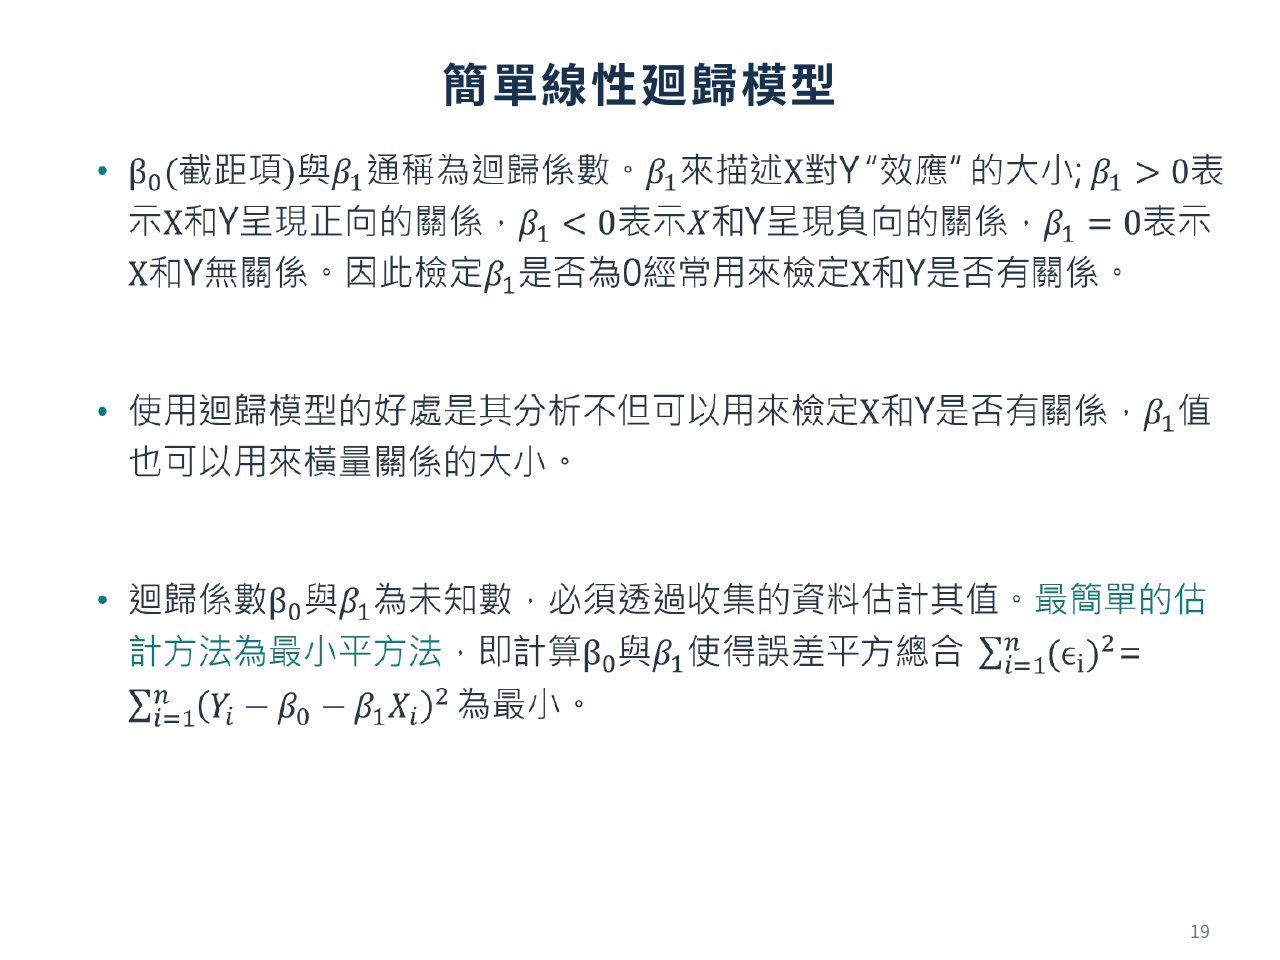 簡單線性廻歸模型
• β₀(截距項)與β₁通稱為廻歸係數。β₁來描述X對Y “效應“ 的大小; β₁ > 0表
示X和Y呈現正向的關係，β₁ < 0表示X和Y呈現負向的關係，β₁ = 0表示
X和Y無關係。因此檢定β₁是否為0經常用來檢定X和Y是否有關係。
• 使用廻歸模型的好處是其分析不但可以用來檢定X和Y是否有關係，β₁值
也可以用來橫量關係的大小。
• 廻歸係數β₀與β₁為未知數，必須透過收集的資料估計其值。最簡單的估
計方法為最小平方法，即計算β₀與β₁使得誤差平方總合 ∑ⁿᵢ₌₁(ϵᵢ)²=
∑ⁿᵢ₌₁(Yᵢ − β₀ − β₁Xᵢ)² 為最小。
19